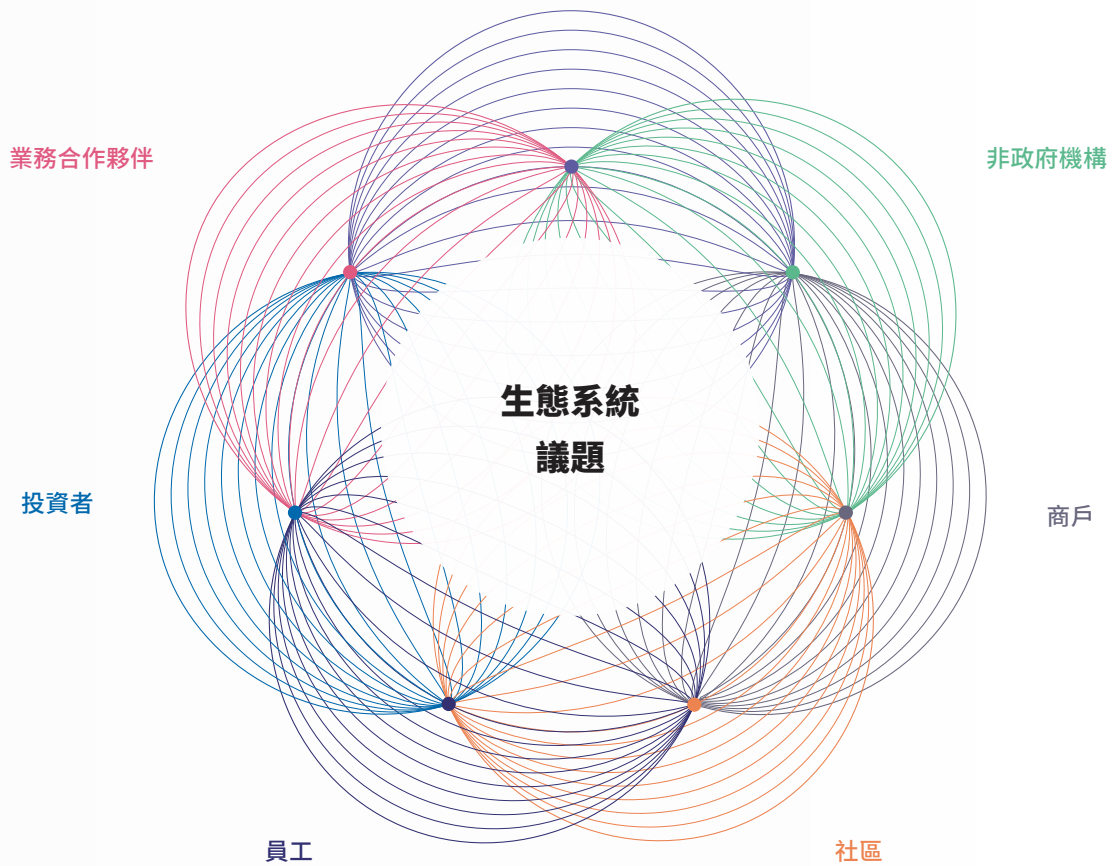 業務合作夥伴
非政府機構
生態系統
議題
投資者
商戶
員工
社區